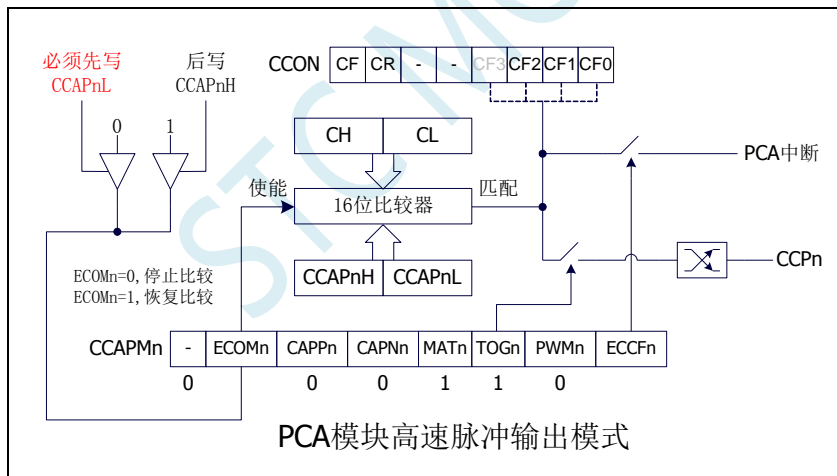 必须先写
CCAPnL
后写
CCAPnH
CCON CF CR - - CF3 CF2 CF1 CF0
0 1
CH CL
PCA中断
使能
16位比较器
匹配
CCPn
CCAPnH CCAPnL
ECOMn=0,停止比较
ECOMn=1,恢复比较
CCAPMn - ECOMn CAPPn CAPNn MATn TOGn PWMn ECCFn
0 0 0 1 1 0
PCA模块高速脉冲输出模式
STC MC